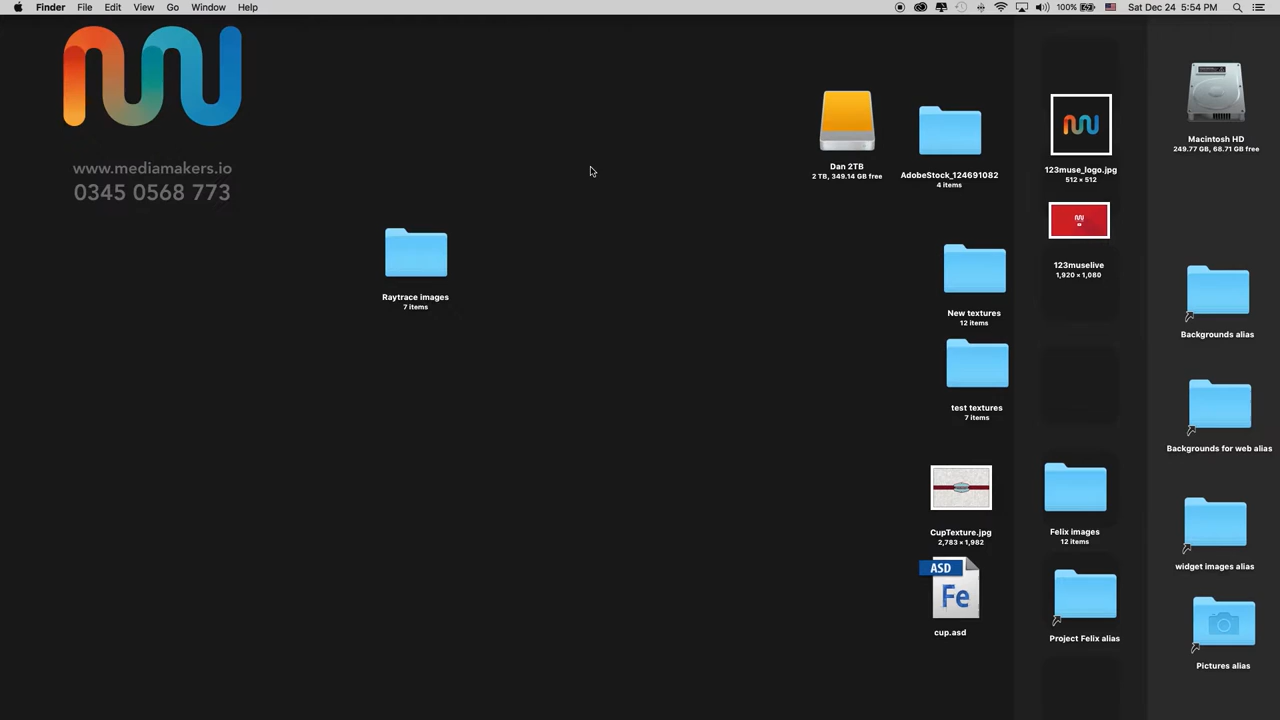 Finder File Edit View Go Window Help
100% Sat Dec 24 5:54 PM
www.mediamakers.io
0345 0568 773
Raytrace images
7 items
Dan 2TB
2 TB, 349.14 GB free
AdobeStock_124691082
4 items
New textures
12 items
test textures
7 items
CupTexture.jpg
2,783 × 1,982
ASD
Fe
cup.asd
123muse_logo.jpg
512 × 512
123muselive
1,920 × 1,080
Felix images
12 items
Project Felix alias
Macintosh HD
249.77 GB, 68.71 GB free
Backgrounds alias
Backgrounds for web alias
widget images alias
Pictures alias